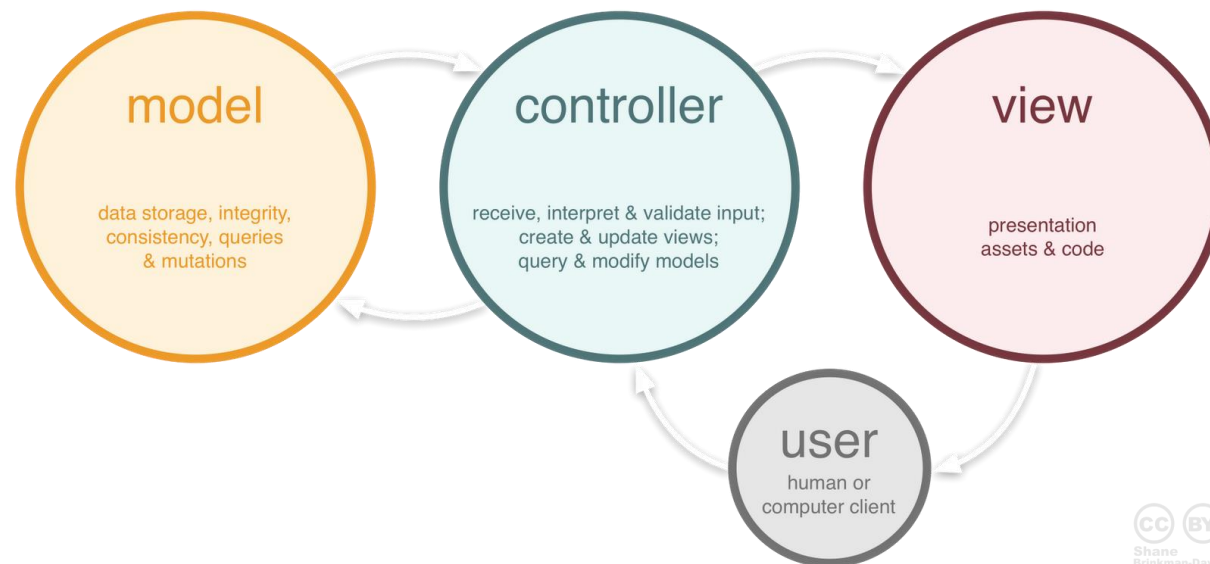 model
data storage, integrity,
consistency, queries
& mutations
controller
receive, interpret & validate input;
create & update views;
query & modify models
view
presentation
assets & code
user
human or
computer client
CC BY
Shane